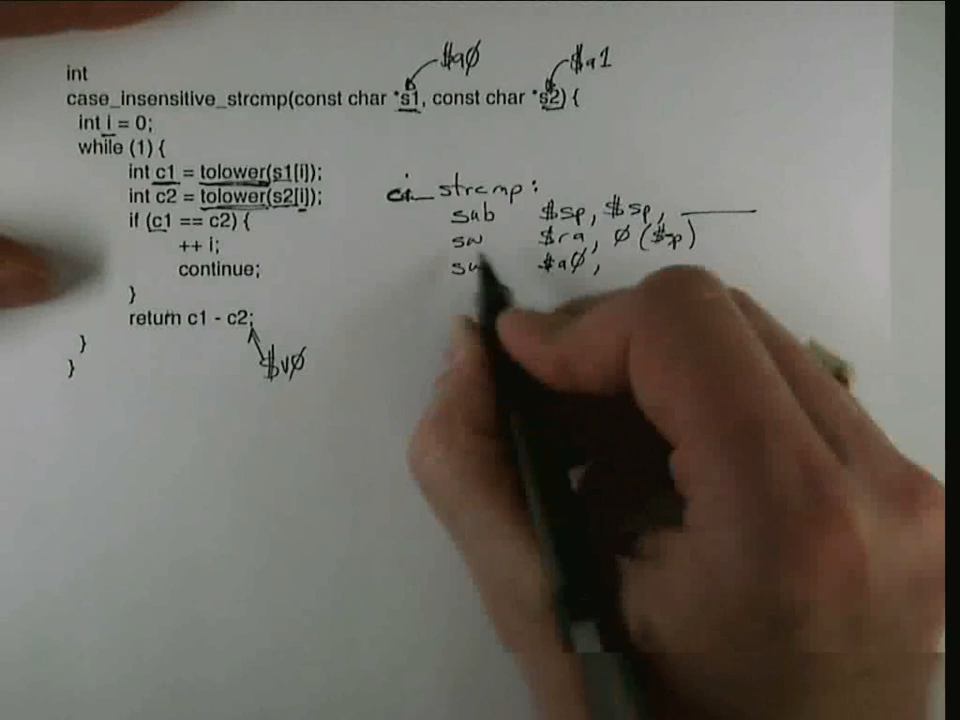 $a0 $a1
int
case_insensitive_strcmp(const char *s1, const char *s2) {
int i = 0;
while (1) {
int c1 = tolower(s1[i]);
int c2 = tolower(s2[i]);
if (c1 == c2) {
++ i;
continue;
}
return c1 - c2;
}
}
$v0
ci_strcmp:
sub $sp, $sp,
sw $ra, 0($sp)
sw $a0,